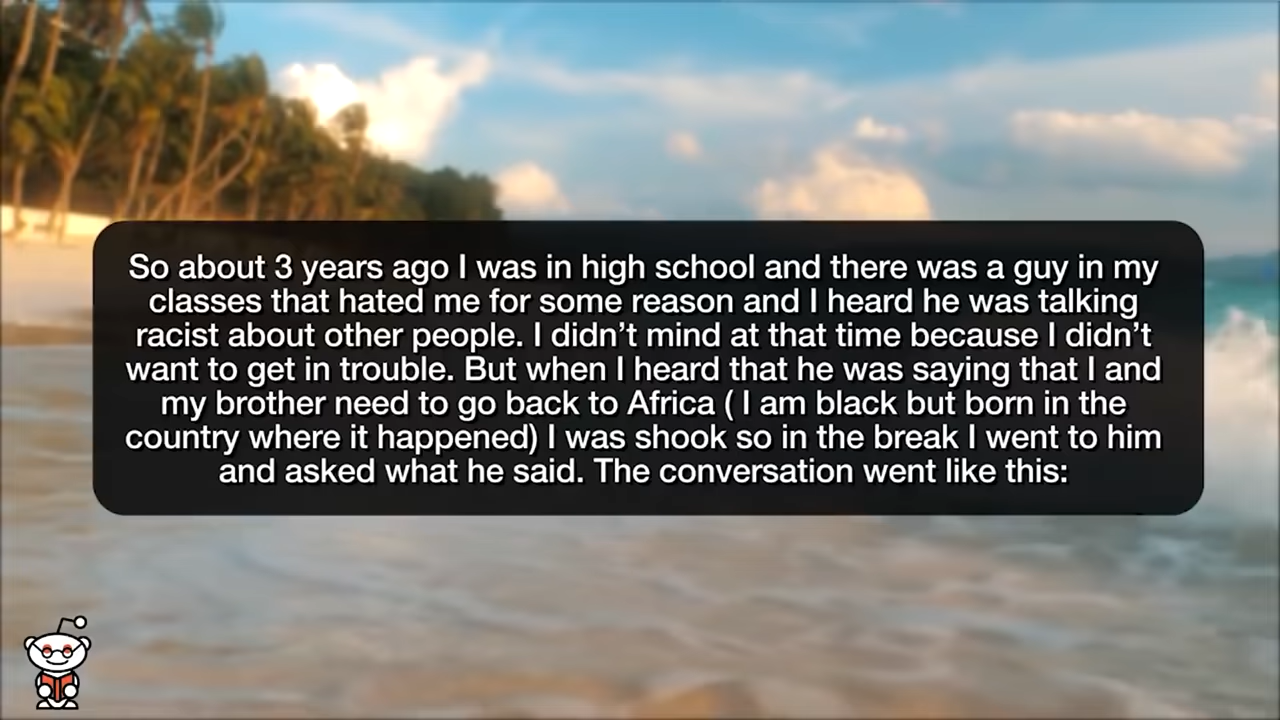 So about 3 years ago I was in high school and there was a guy in my
classes that hated me for some reason and I heard he was talking
racist about other people. I didn’t mind at that time because I didn’t
want to get in trouble. But when I heard that he was saying that I and
my brother need to go back to Africa ( I am black but born in the
country where it happened) I was shook so in the break I went to him
and asked what he said. The conversation went like this: